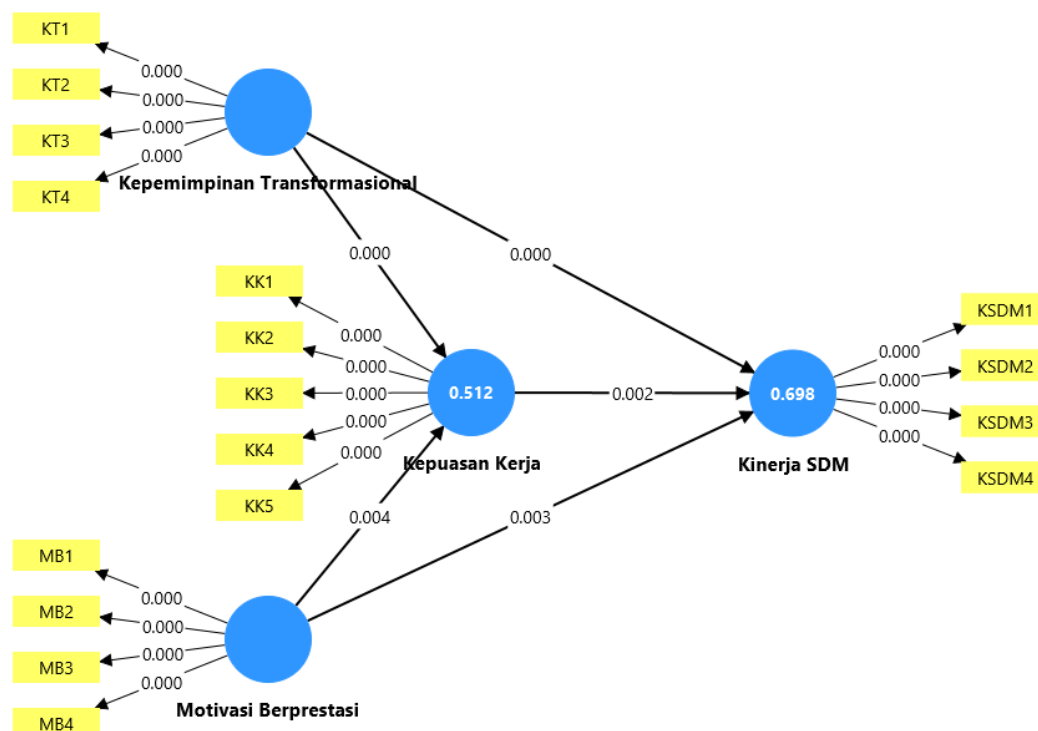 KT1
0.000
KT2
0.000
KT3
0.000
KT4
0.000
Kepemimpinan Transformasional
0.000
0.000
KK1
0.000
KK2
0.000
KK3
0.000
KK4
0.000
KK5
0.000
0.512
Kepuasan Kerja
0.002
0.698
Kinerja SDM
KSDM1
0.000
KSDM2
0.000
KSDM3
0.000
KSDM4
0.000
0.004
0.003
MB1
0.000
MB2
0.000
MB3
0.000
MB4
0.000
Motivasi Berprestasi